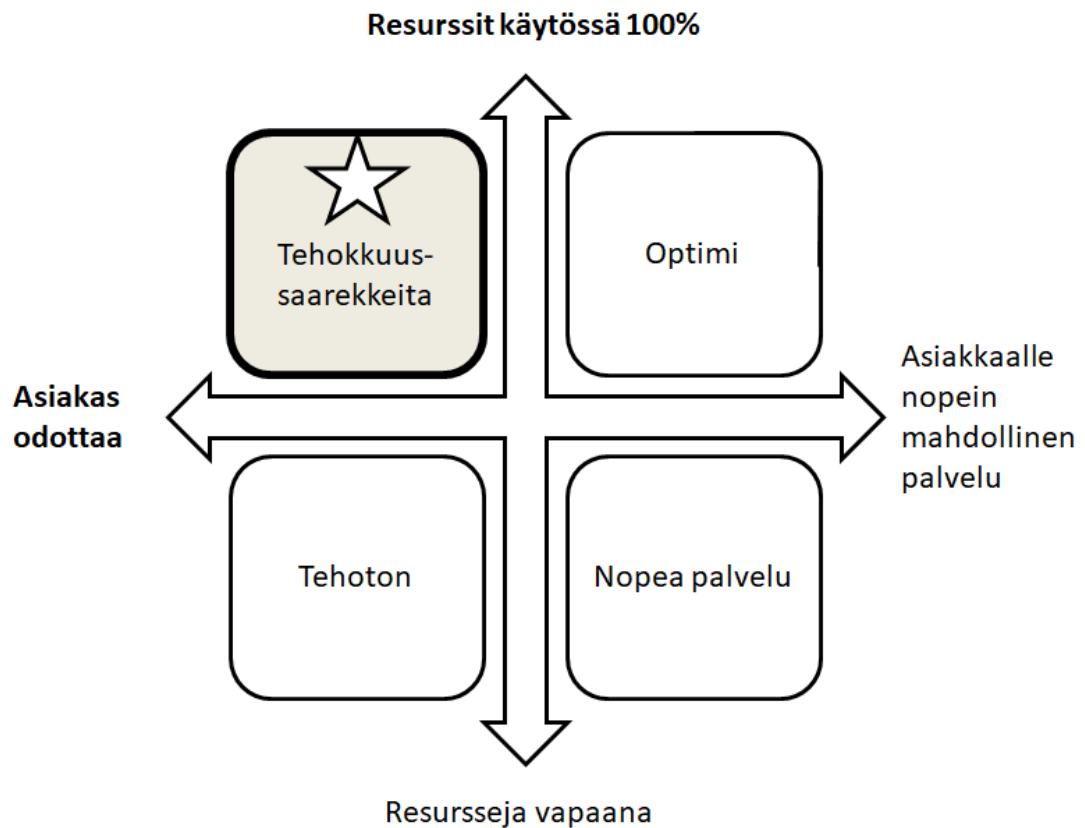 Resurssit käytössä 100%
Tehokkuus-
saarekkeita
Optimi
Asiakas
odottaa
Asiakkaalle
nopein
mahdollinen
palvelu
Tehoton
Nopea palvelu
Resursseja vapaana